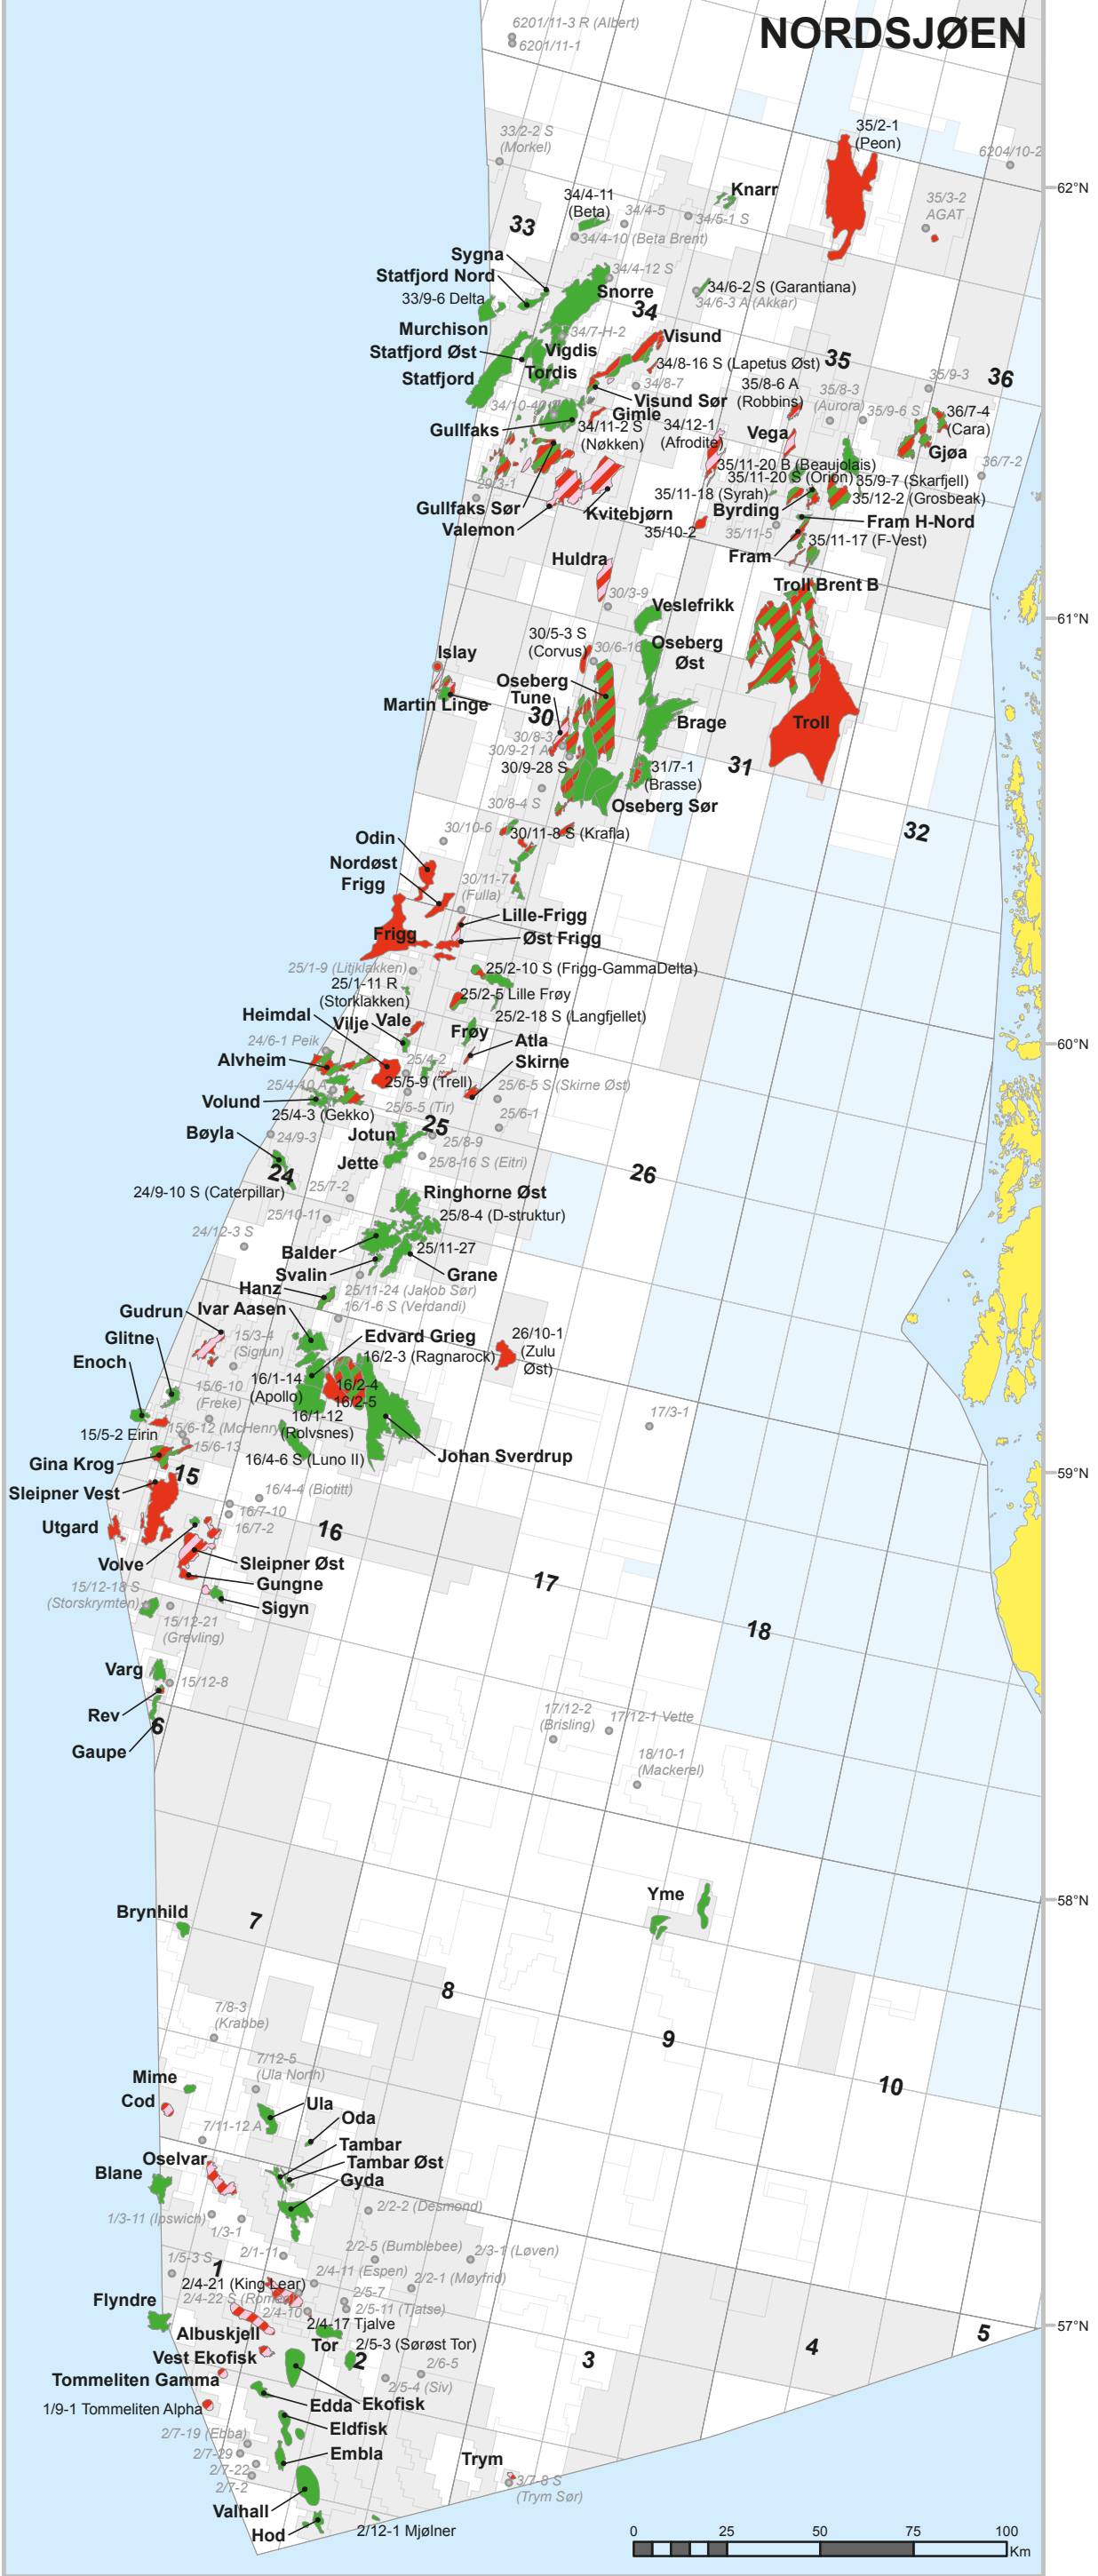 NORDSJØEN
6201/11-3 R (Albert)
6201/11-1
35/2-1
(Peon)
33/2-2 S
(Morkel)
6204/10-2
62°N
34/4-11
(Beta)
Knarr
35/3-2
AGAT
34/4-5
34/5-1 S
33
34/4-10 (Beta Brent)
Sygna
34/4-12 S
Statfjord Nord
Snorre
34/6-2 S (Garantiana)
33/9-6 Delta
34/6-3 A (Akkar)
34
Murchison
34/7-H-2
Visund
Statfjord Øst
Vigdis
34/8-16 S (Lapetus Øst)
35
Tordis
Statfjord
34/8-7
35/8-6 A
(Robbins)
35/8-3
(Aurora)
35/9-3
36
Visund Sør
34/10-40
Gimle
35/9-6 S
36/7-4
(Cara)
Gullfaks
34/11-2 S
(Nøkken)
34/12-1
(Afrodite)
Vega
Gjøa
35/11-20 B (Beaujolais)
36/7-2
35/11-20 S (Orion)
35/9-7 (Skarfjell)
29/3-1
35/11-18 (Syrah)
35/12-2 (Grosbeak)
Gullfaks Sør
Kvitebjørn
Byrding
Fram H-Nord
Valemon
35/10-2
35/11-5
35/11-17 (F-Vest)
Huldra
Fram
Troll Brent B
30/3-9
Veslefrikk
61°N
30/5-3 S
(Corvus)
30/6-16
Oseberg
Øst
Islay
Oseberg
Tune
Martin Linge
30
Brage
Troll
30/8-3
30/9-21 A
30/9-28 S
31/7-1
(Brasse)
31
30/8-4 S
Oseberg Sør
32
30/10-6
30/11-8 S (Krafla)
Odin
Nordøst
Frigg
30/11-7
(Fulla)
Lille-Frigg
Frigg
Øst Frigg
25/1-9 (Litjklakken)
25/2-10 S (Frigg-GammaDelta)
25/1-11 R
(Storklakken)
25/2-5 Lille Frøy
Heimdal
25/2-18 S (Langfjellet)
Vilje
Vale
Frøy
24/6-1 Peik
Atla
60°N
Alvheim
25/4-2
Skirne
25/4-10 A
25/5-9 (Trell)
25/6-5 S (Skirne Øst)
Volund
25/5-5 (Tir)
25/4-3 (Gekko)
25/6-1
25
Bøyla
24/9-3
Jotun
25/8-9
Jette
25/8-16 S (Eitri)
24
26
24/9-10 S (Caterpillar)
25/7-2
Ringhorne Øst
25/10-11
25/8-4 (D-struktur)
24/12-3 S
Balder
25/11-27
Svalin
Grane
Hanz
25/11-24 (Jakob Sør)
16/1-6 S (Verdandi)
Gudrun
Ivar Aasen
Glitne
15/3-4
(Sigrun)
Edvard Grieg
26/10-1
(Zulu
Øst)
16/2-3 (Ragnarock)
Enoch
16/1-14
(Apollo)
16/2-4
16/2-5
15/6-10
(Freke)
16/1-12
(Rolvsnes)
17/3-1
15/5-2 Eirin
15/6-12 (McHenry)
15/6-13
16/4-6 S (Luno II)
Johan Sverdrup
Gina Krog
15
59°N
Sleipner Vest
16/4-4 (Biotitt)
16/7-10
Utgard
16/7-2
16
Volve
Sleipner Øst
Gungne
17
15/12-18 S
(Storskrymten)
Sigyn
15/12-21
(Grevling)
18
Varg
15/12-8
Rev
6
17/12-2
(Brisling)
17/12-1 Vette
Gaupe
18/10-1
(Mackerel)
Yme
58°N
Brynhild
7
8
7/8-3
(Krabbe)
9
7/12-5
(Ula North)
Mime
10
Cod
Ula
7/11-12 A
Oda
Tambar
Oselvar
Tambar Øst
Blane
Gyda
1/3-11 (Ipswich)
2/2-2 (Desmond)
1/3-1
2/1-11
2/2-5 (Bumblebee)
2/3-1 (Løven)
1/5-3 S
1
2/4-11 (Espen)
2/4-21 (King Lear)
2/2-1 (Møyfrid)
2/4-22 S (Romeo)
2/5-7
Flyndre
2/4-10
2/5-11 (Tjatse)
2/4-17 Tjalve
57°N
Albuskjell
Tor
2/5-3 (Sørøst Tor)
5
4
Vest Ekofisk
2
3
2/6-5
Tommeliten Gamma
2/5-4 (Siv)
1/9-1 Tommeliten Alpha
Edda
Ekofisk
2/7-19 (Ebba)
Eldfisk
2/7-29
Embla
2/7-22
Trym
2/7-2
3/7-8 S
(Trym Sør)
Valhall
Hod
2/12-1 Mjølner
0 25 50 75 100
Km